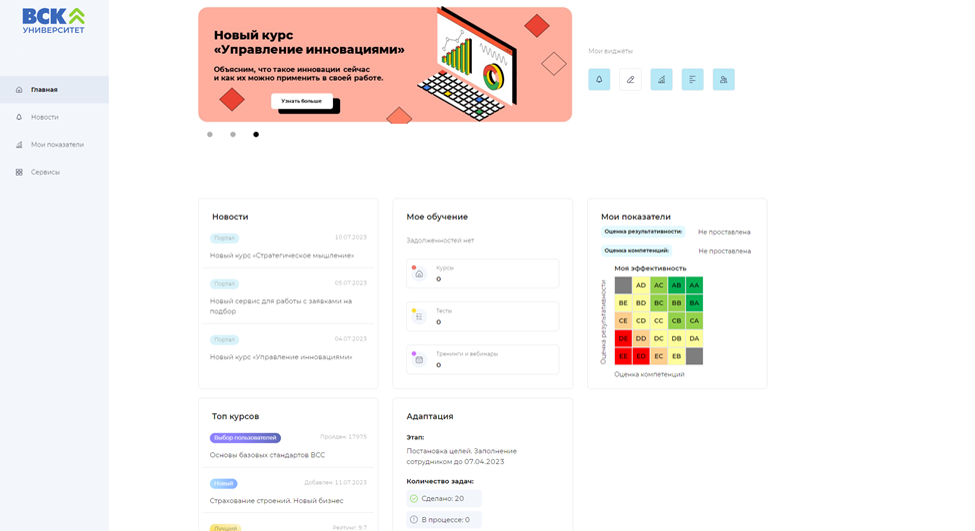 ВСК
УНИВЕРСИТЕТ
Главная
Новости
Мои показатели
Сервисы
Новый курс
«Управление инновациями»
Объясним, что такое инновации сейчас
и как их можно применить в своей работе.
Узнать больше
Мои виджеты
Новости
Портал
10.07.2023
Новый курс «Стратегическое мышление»
Портал
05.07.2023
Новый сервис для работы с заявками на
подбор
Портал
04.07.2023
Новый курс «Управление инновациями»
Мое обучение
Задолженностей нет
Курсы
0
Тесты
0
Тренинги и вебинары
0
Мои показатели
Оценка результативности: Не проставлена
Оценка компетенций: Не проставлена
Моя эффективность
Оценка результативности
AD AC AB AA
BE BD BC BB BA
CE CD CC CB CA
DE DD DC DB DA
EE ED EC EB
Оценка компетенций
Топ курсов
Выбор пользователей
Пройден: 17975
Основы базовых стандартов ВСС
Новый
Добавлен: 11.07.2023
Страхование строений. Новый бизнес
Лучший
Рейтинг: 9.7
Адаптация
Этап:
Постановка целей. Заполнение
сотрудником до 07.04.2023
Количество задач:
Сделано: 20
В процессе: 0